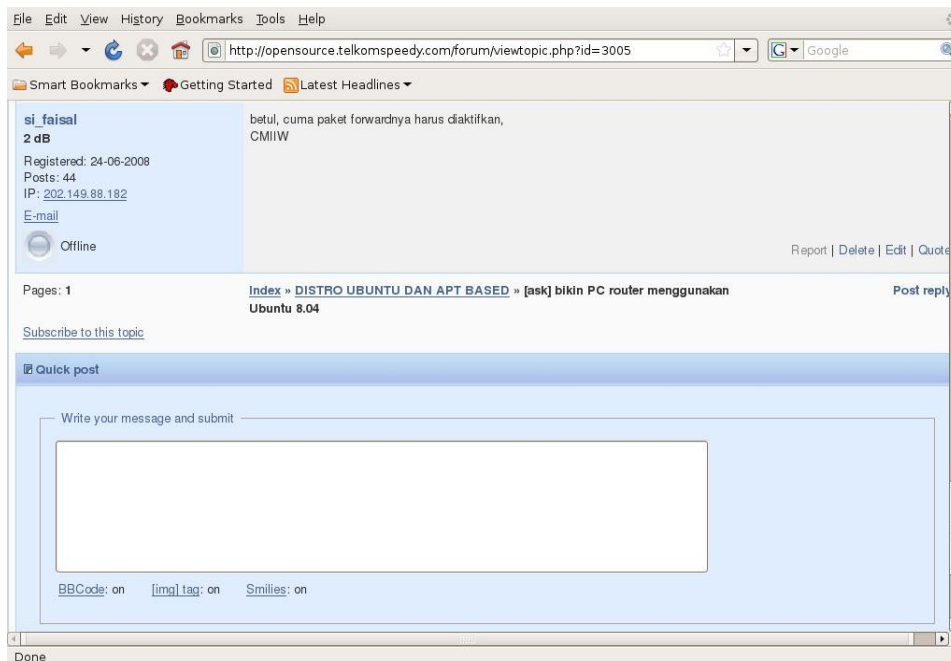 File Edit View History Bookmarks Tools Help
http://opensource.telkomspeedy.com/forum/viewtopic.php?id=3005
G Google
Smart Bookmarks Getting Started Latest Headlines
si_faisal
2 dB
Registered: 24-06-2008
Posts: 44
IP: 202.149.88.182
E-mail
Offline
betul, cuma paket forwardnya harus diaktifkan,
CMIIW
Report | Delete | Edit | Quote
Pages: 1
Index » DISTRO UBUNTU DAN APT BASED » [ask] bikin PC router menggunakan
Ubuntu 8.04
Post reply
Subscribe to this topic
Quick post
Write your message and submit
BBCode: on [img] tag: on Smilies: on
Done